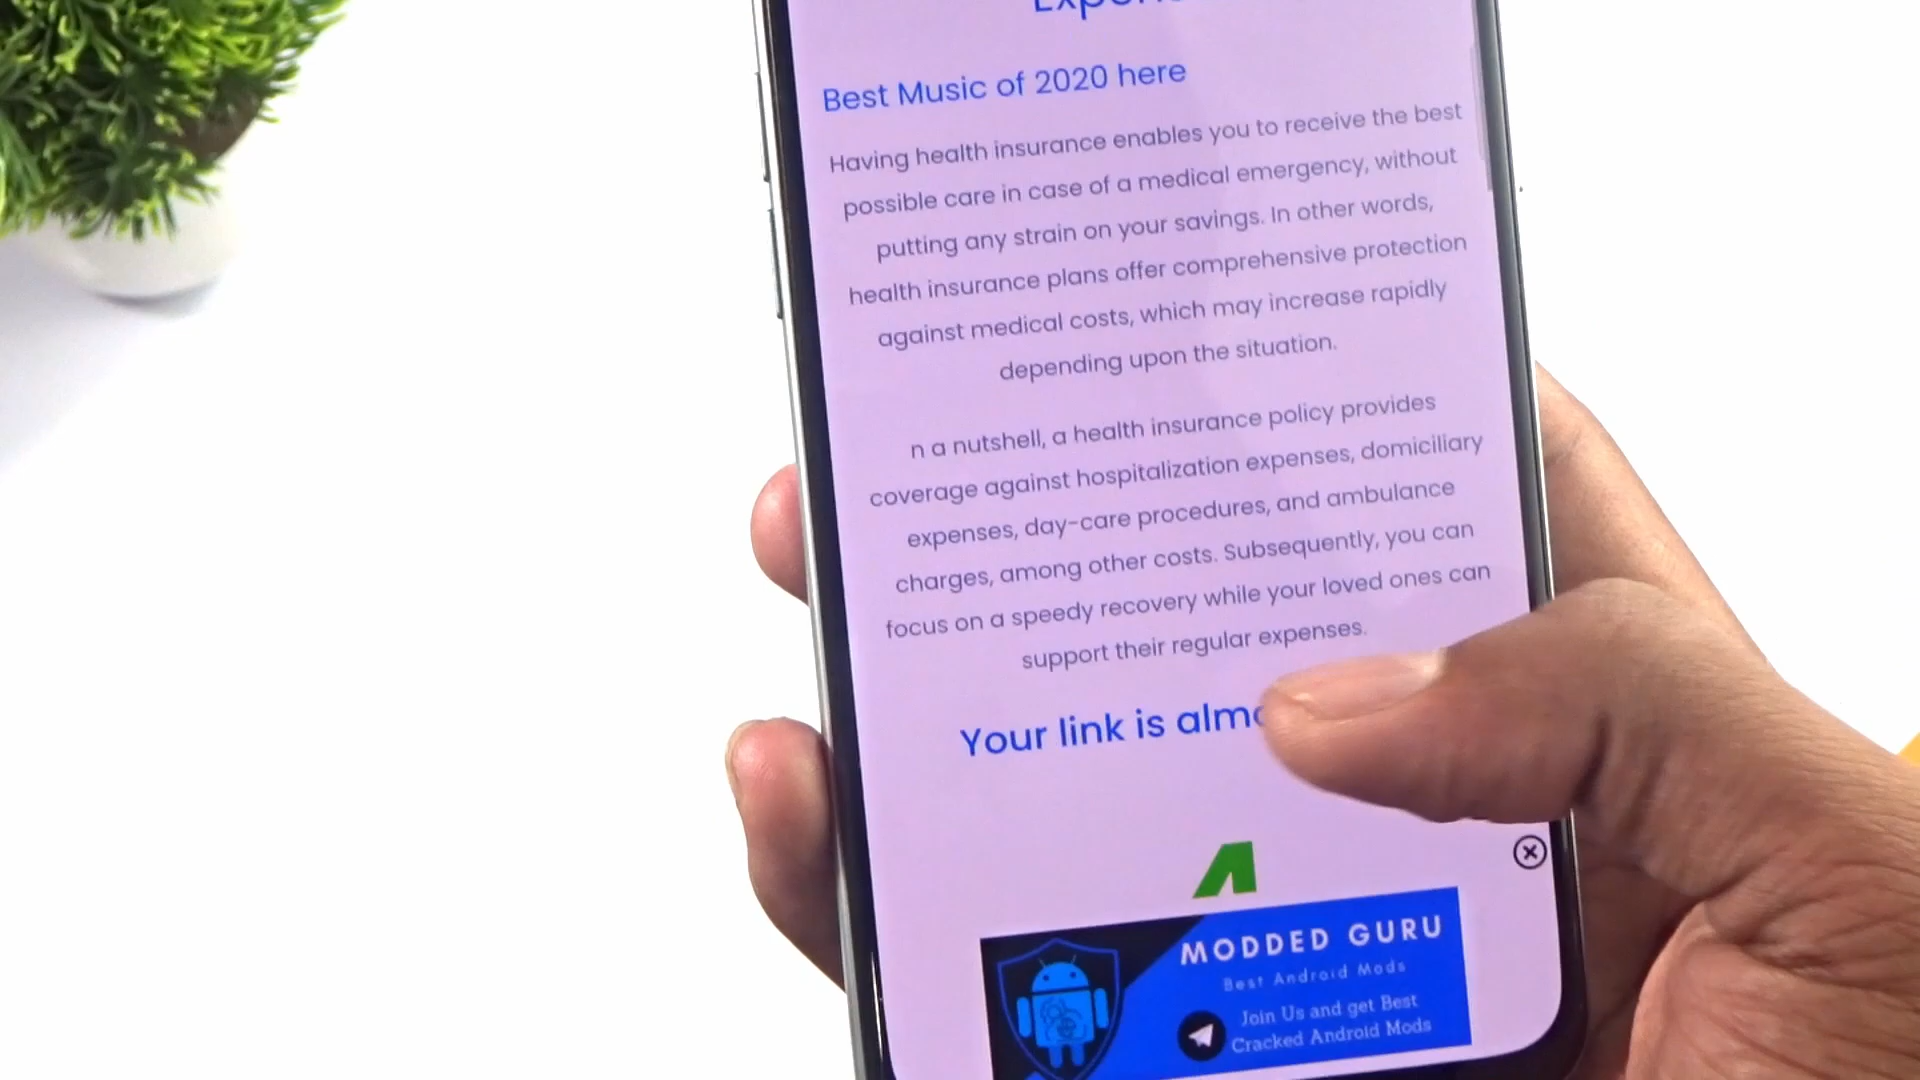 Best Music of 2020 here
Having health insurance enables you to receive the best
possible care in case of a medical emergency, without
putting any strain on your savings. In other words,
health insurance plans offer comprehensive protection
against medical costs, which may increase rapidly
depending upon the situation.
n a nutshell, a health insurance policy provides
coverage against hospitalization expenses, domiciliary
expenses, day-care procedures, and ambulance
charges, among other costs. Subsequently, you can
focus on a speedy recovery while your loved ones can
support their regular expenses.
Your link is
MODDED GURU
Best Android Mods
Join Us and get Best
Cracked Android Mods